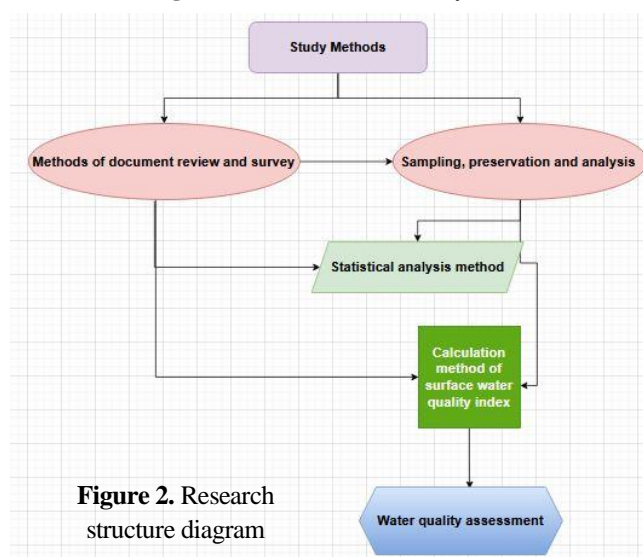 Study Methods
Methods of document review and survey
Sampling, preservation and analysis
Statistical analysis method
Calculation
method of
surface water
quality index
Figure 2. Research
structure diagram
Water quality assessment